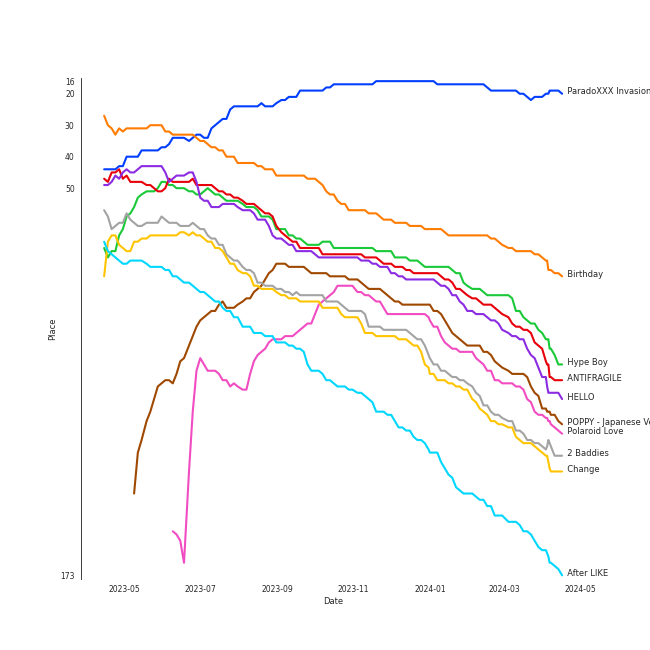 16
20
30
40
50
173
Place
2023-05
2023-07
2023-09
2023-11
2024-01
2024-03
2024-05
Date
ParadoXXX Invasion
Birthday
Hype Boy
ANTIFRAGILE
HELLO
POPPY - Japanese Ve
Polaroid Love
2 Baddies
Change
After LIKE